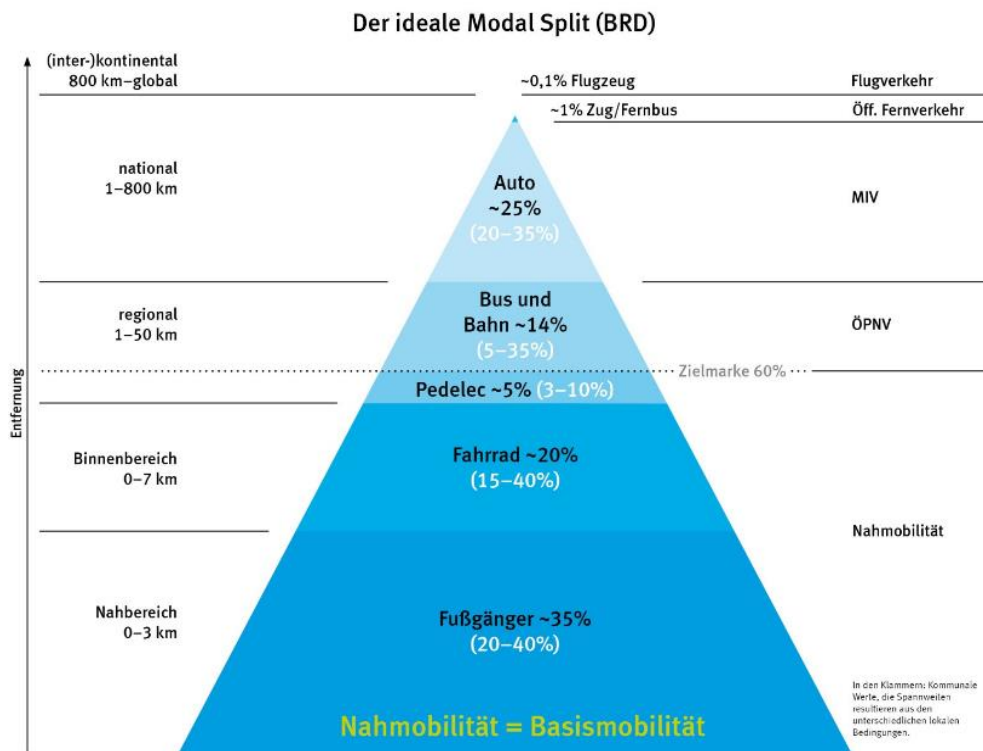 Der ideale Modal Split (BRD)
(inter-)kontinental
800 km–global
~0,1% Flugzeug
Flugverkehr
~1% Zug/Fernbus
Öff. Fernverkehr
national
1–800 km
Auto
~25%
(20–35%)
MIV
regional
1–50 km
Bus und
Bahn ~14%
(5–35%)
ÖPNV
Zielmarke 60%
Pedelec ~5% (3–10%)
Entfernung
Binnenbereich
0–7 km
Fahrrad ~20%
(15–40%)
Nahmobilität
Nahbereich
0–3 km
Fußgänger ~35%
(20–40%)
Nahmobilität = Basismobilität
In den Klammern: Kommunale
Werte, die Spannweiten
resultieren aus den
unterschiedlichen lokalen
Bedingungen.